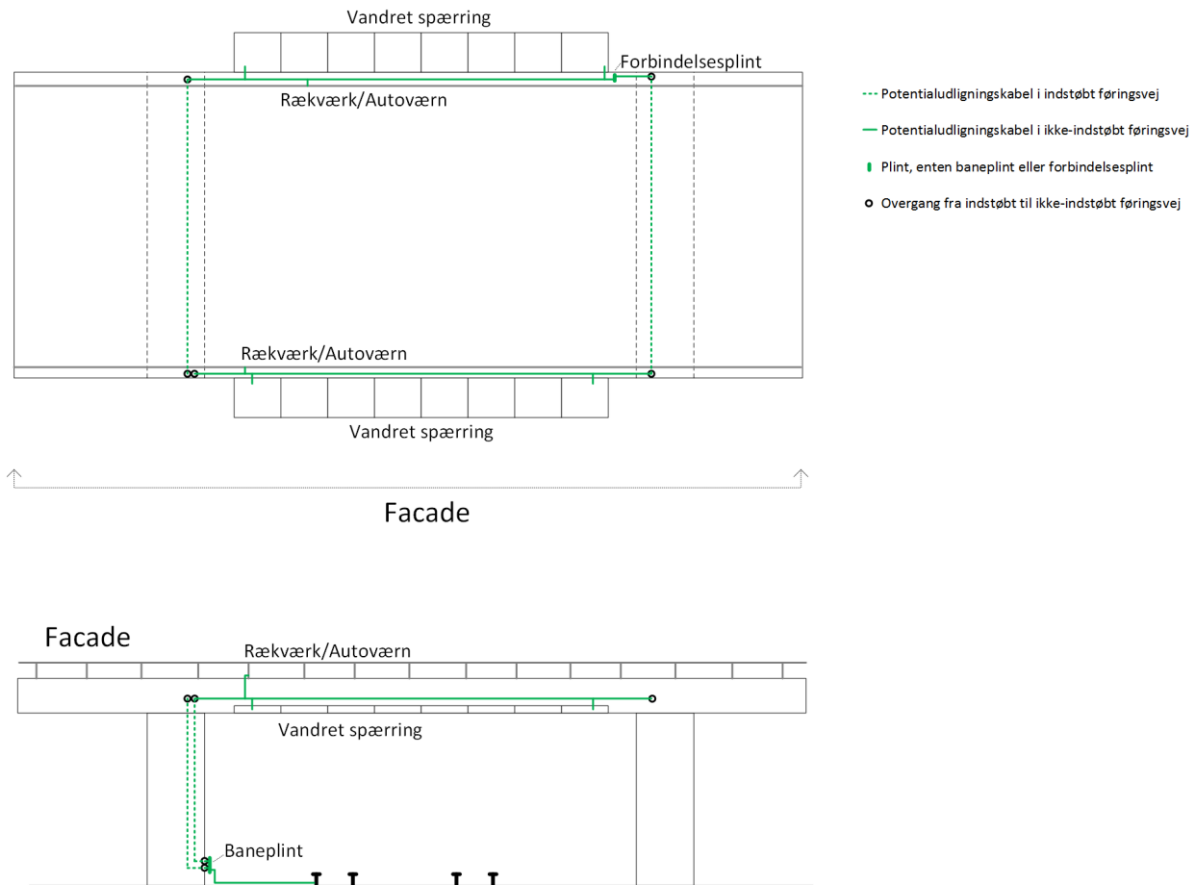 Vandret spærring
Forbindelsesplint
Rækværk/Autoværn
Potentialudligningskabel i indstøbt føringsvej
Potentialudligningskabel i ikke-indstøbt føringsvej
Plint, enten baneplint eller forbindelsesplint
Overgang fra indstøbt til ikke-indstøbt føringsvej
Rækværk/Autoværn
Vandret spærring
Facade
Facade
Rækværk/Autoværn
Vandret spærring
Baneplint